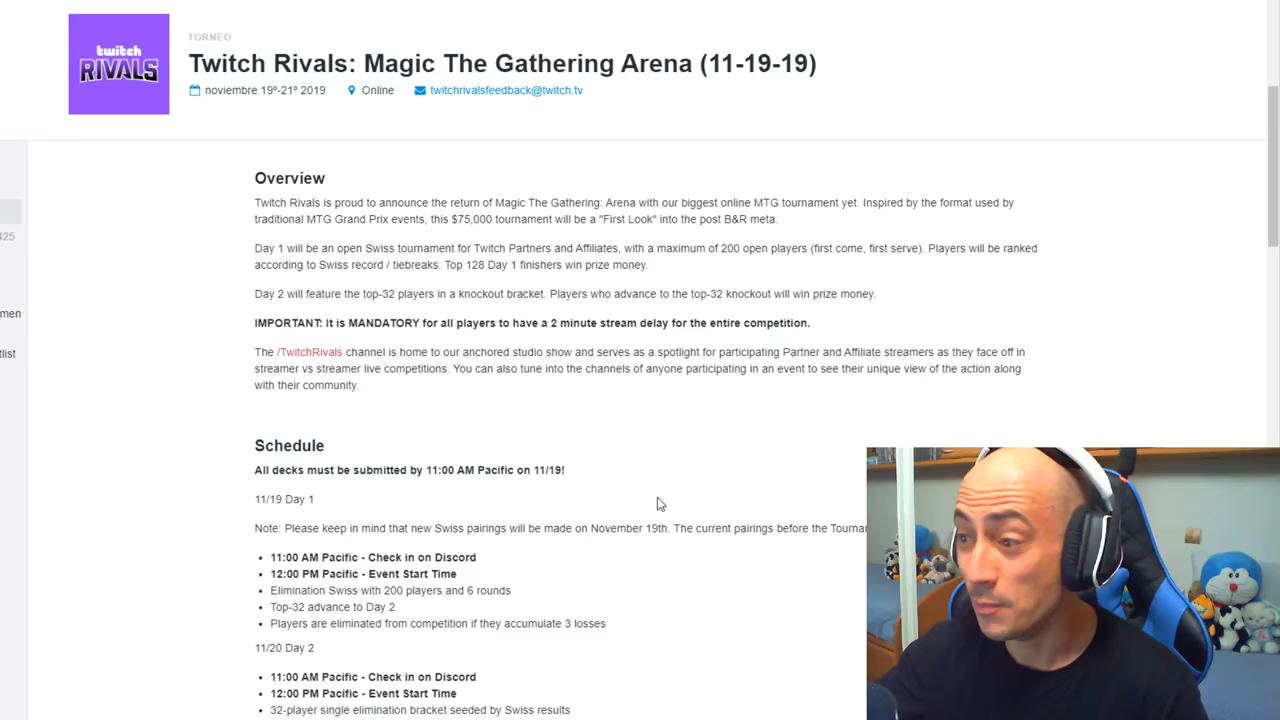 twitch
RIVALS
TORNEO
Twitch Rivals: Magic The Gathering Arena (11-19-19)
noviembre 19º-21º 2019 Online twitchrivalsfeedback@twitch.tv
Overview
Twitch Rivals is proud to announce the return of Magic The Gathering: Arena with our biggest online MTG tournament yet. Inspired by the format used by
traditional MTG Grand Prix events, this $75,000 tournament will be a "First Look" into the post B&R meta.
425
Day 1 will be an open Swiss tournament for Twitch Partners and Affiliates, with a maximum of 200 open players (first come, first serve). Players will be ranked
according to Swiss record / tiebreaks. Top 128 Day 1 finishers win prize money.
Day 2 will feature the top-32 players in a knockout bracket. Players who advance to the top-32 knockout will win prize money.
men
IMPORTANT: It is MANDATORY for all players to have a 2 minute stream delay for the entire competition.
tlist
The /TwitchRivals channel is home to our anchored studio show and serves as a spotlight for participating Partner and Affiliate streamers as they face off in
streamer vs streamer live competitions. You can also tune into the channels of anyone participating in an event to see their unique view of the action along
with their community.
Schedule
All decks must be submitted by 11:00 AM Pacific on 11/19!
11/19 Day 1
Note: Please keep in mind that new Swiss pairings will be made on November 19th. The current pairings before the Tourna
• 11:00 AM Pacific - Check in on Discord
• 12:00 PM Pacific - Event Start Time
• Elimination Swiss with 200 players and 6 rounds
• Top-32 advance to Day 2
• Players are eliminated from competition if they accumulate 3 losses
11/20 Day 2
• 11:00 AM Pacific - Check in on Discord
• 12:00 PM Pacific - Event Start Time
• 32-player single elimination bracket seeded by Swiss results